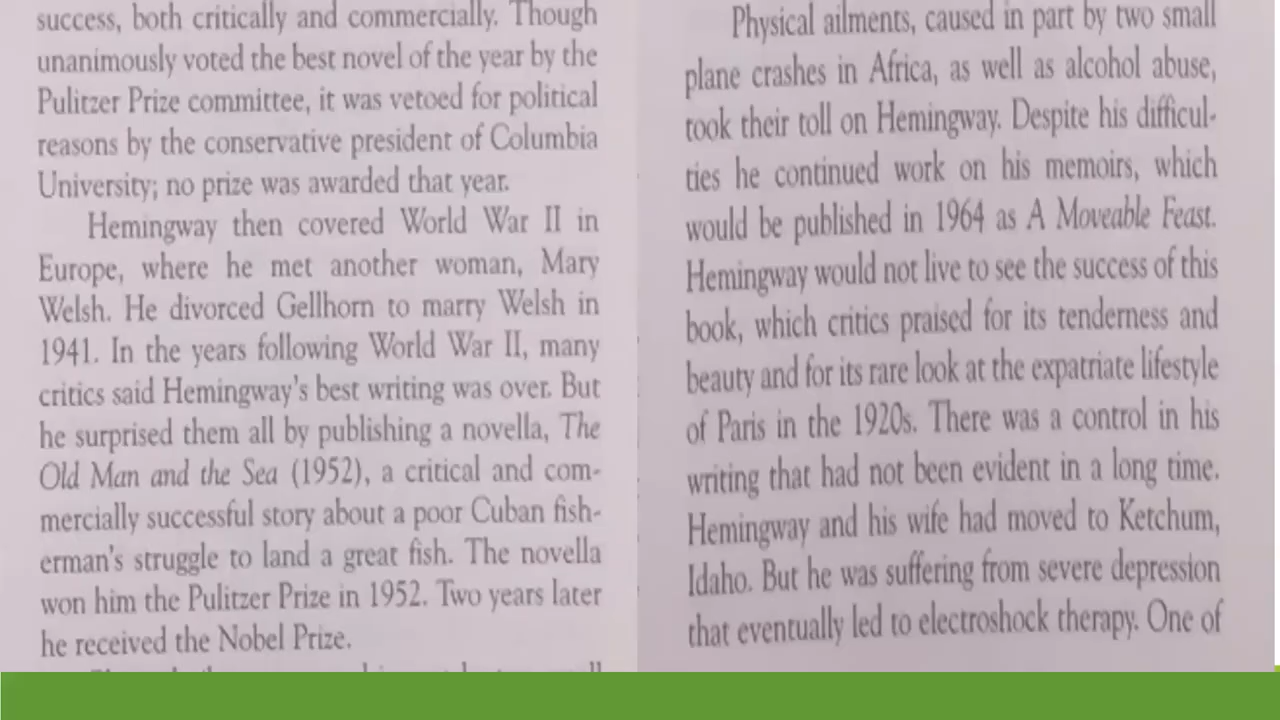 success, both critically and commercially. Though
unanimously voted the best novel of the year by the
Pulitzer Prize committee, it was vetoed for political
reasons by the conservative president of Columbia
University; no prize was awarded that year.
Hemingway then covered World War II in
Europe, where he met another woman, Mary
Welsh. He divorced Gellhorn to marry Welsh in
1941. In the years following World War II, many
critics said Hemingway's best writing was over. But
he surprised them all by publishing a novella, The
Old Man and the Sea (1952), a critical and com-
mercially successful story about a poor Cuban fish-
erman's struggle to land a great fish. The novella
won him the Pulitzer Prize in 1952. Two years later
he received the Nobel Prize.
Physical ailments, caused in part by two small
plane crashes in Africa, as well as alcohol abuse,
took their toll on Hemingway. Despite his difficul-
ties he continued work on his memoirs, which
would be published in 1964 as A Moveable Feast.
Hemingway would not live to see the success of this
book, which critics praised for its tenderness and
beauty and for its rare look at the expatriate lifestyle
of Paris in the 1920s. There was a control in his
writing that had not been evident in a long time.
Hemingway and his wife had moved to Ketchum,
Idaho. But he was suffering from severe depression
that eventually led to electroshock therapy. One of